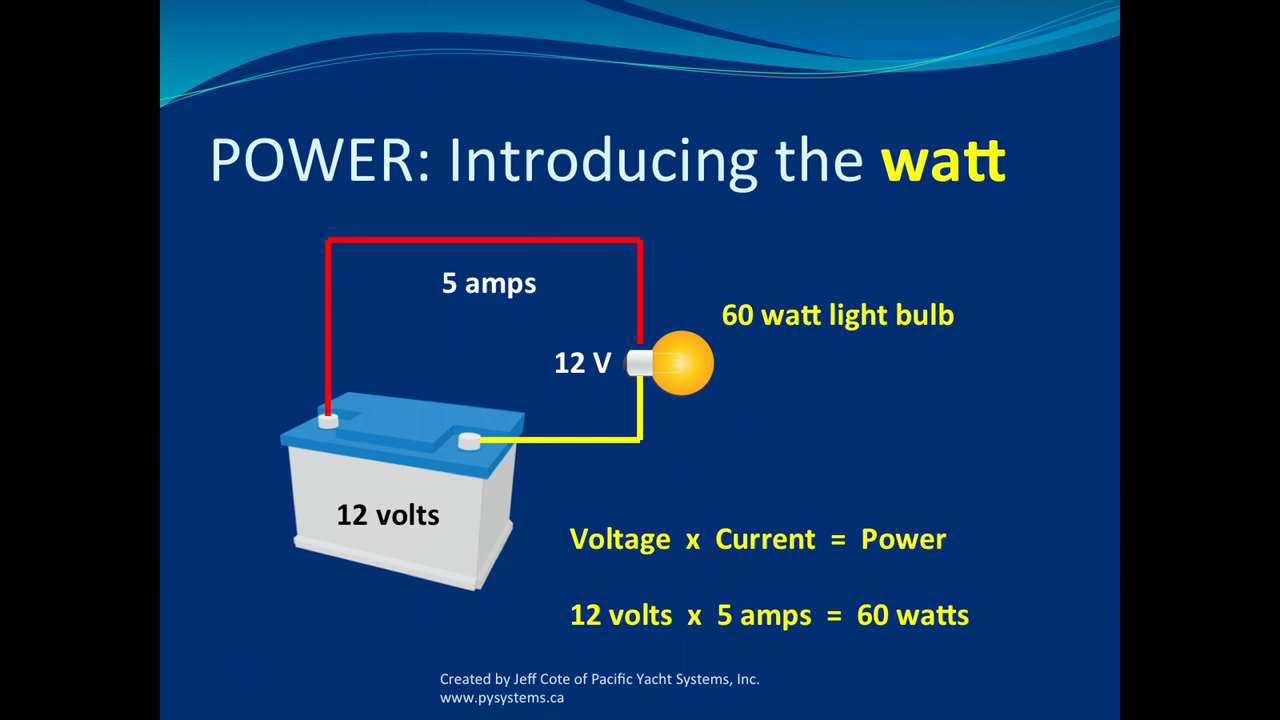 POWER: Introducing the watt
5 amps
60 watt light bulb
12 V
12 volts
Voltage x Current = Power
12 volts x 5 amps = 60 watts
Created by Jeff Cote of Pacific Yacht Systems, Inc.
www.pysystems.ca